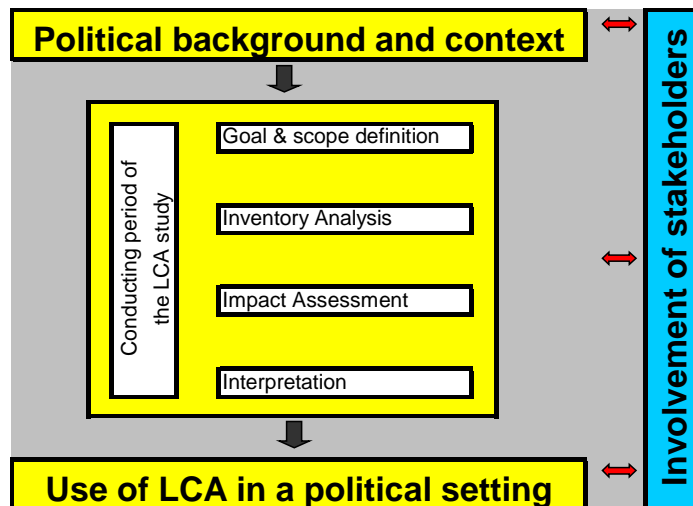 Political background and context
Conducting period of
the LCA study
Goal & scope definition
Inventory Analysis
Impact Assessment
Interpretation
Use of LCA in a political setting
Involvement of stakeholders